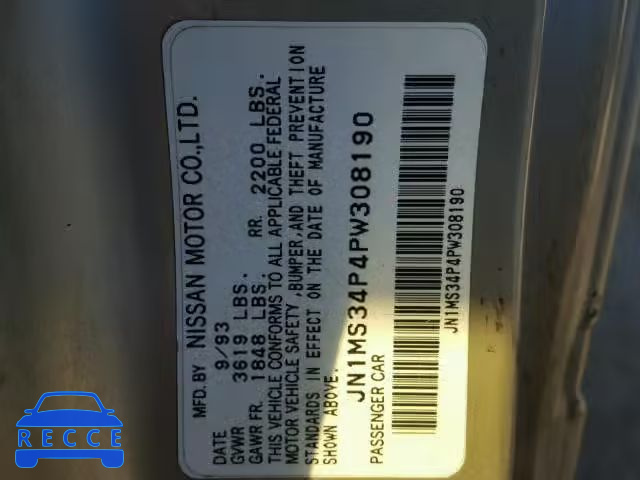 MFD. BY NISSAN MOTOR CO.,LTD.
DATE 9/93
GVWR 3619 LBS.
GAWR FR. 1848 LBS. RR. 2200 LBS.
THIS VEHICLE CONFORMS TO ALL APPLICABLE FEDERAL
MOTOR VEHICLE SAFETY ,BUMPER,AND THEFT PREVENTION
STANDARDS IN EFFECT ON THE DATE OF MANUFACTURE
SHOWN ABOVE.
JN1MS34P4PW308190
PASSENGER CAR
JN1MS34P4PW308190
RECCE